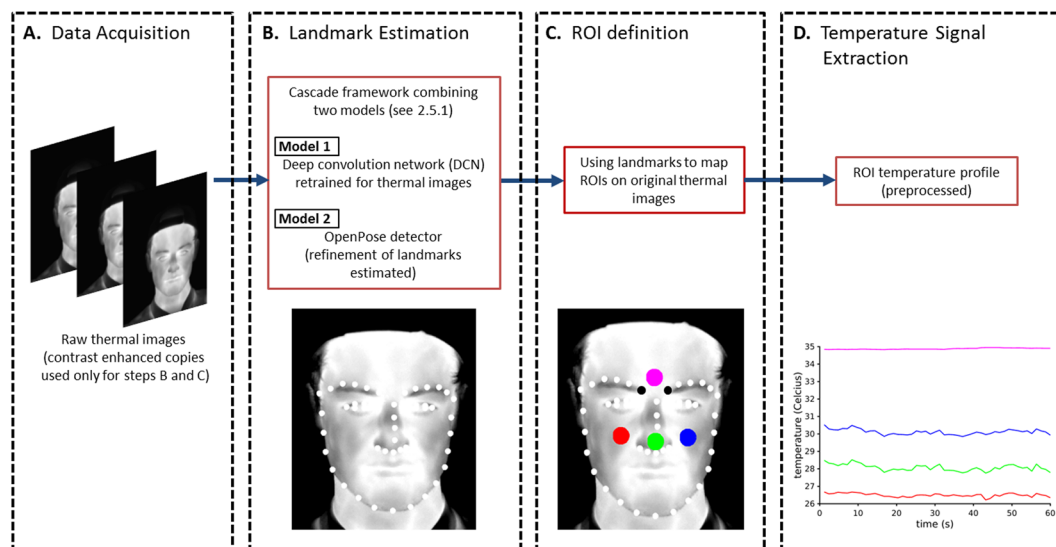 A. Data Acquisition
Raw thermal images
(contrast enhanced copies
used only for steps B and C)
B. Landmark Estimation
Cascade framework combining
two models (see 2.5.1)
Model 1
Deep convolution network (DCN)
retrained for thermal images
Model 2
OpenPose detector
(refinement of landmarks
estimated)
C. ROI definition
Using landmarks to map
ROIs on original thermal
images
D. Temperature Signal
Extraction
ROI temperature profile
(preprocessed)
temperature (Celcius)
35
34
33
32
31
30
29
28
27
26
0
10
20
30
40
50
60
time (s)